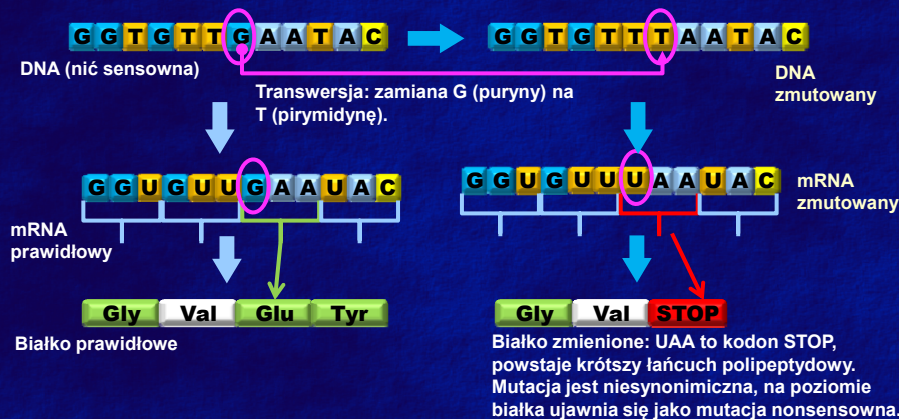 GGTGTTGAATAC
GGTGTTTAATAC
DNA (nić sensowna)
DNA
zmutowany
Transwersja: zamiana G (puryny) na
T (pirymidynę).
GGUGUUGAAUAC
GGUGUUUAAUAC
mRNA
prawidłowy
mRNA
zmutowany
Gly Val Glu Tyr
Gly Val STOP
Białko prawidłowe
Białko zmienione: UAA to kodon STOP,
powstaje krótszy łańcuch polipeptydowy.
Mutacja jest niesynonimiczna, na poziomie
białka ujawnia się jako mutacja nonsensowna.